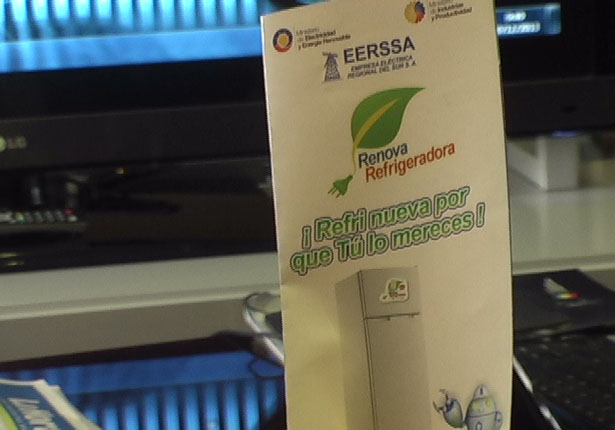 Ministerio
de Electricidad
y Energía Renovable
Ministerio
de Industrias
y Productividad
EERSSA
EMPRESA ELÉCTRICA
REGIONAL DEL SUR S. A.
Renova
Refrigeradora
¡ Refri nueva por
que Tú lo mereces !
LG